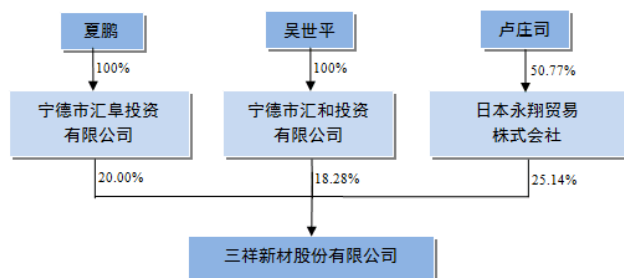 夏鹏 吴世平 卢庄司
100% 100% 50.77%
宁德市汇阜投资 宁德市汇和投资 日本永翔贸易
有限公司 有限公司 株式会社
20.00% 18.28% 25.14%
三祥新材股份有限公司